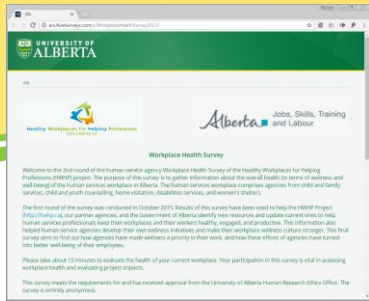 en.fluidsurveys.com/s/WorkplaceHealthSurvey2017/
UNIVERSITY OF
ALBERTA
0%
Healthy Workplaces for Helping Professions
Alberta
Jobs, Skills, Training
and Labour
Workplace Health Survey
Welcome to the 2nd round of the human service agency Workplace Health Survey of the Healthy Workplaces for Helping
Professions (HWHP) project. The purpose of this survey is to gather information about the overall health (in terms of wellness and
well-being) of the human services workplace in Alberta. The human services workplace comprises agencies from child and family
services, child and youth counselling, home visitation, disabilities services, and women's shelters.
The first round of the survey was conducted in October 2015. Results of this survey have been used to help the HWHP Project
(http://hwhp.ca), our partner agencies, and the Government of Alberta identify new resources and update current ones to help
human services professionals keep their workplaces and their workers healthy, engaged, and productive. This information also
helped human service agencies develop their own wellness initiatives and make their workplace wellness culture stronger. This final
survey aims to find out how agencies have made wellness a priority in their work, and how these efforts of agencies have turned
into better well-being of their employees.
Please take about 15 minutes to evaluate the health of your current workplace. Your participation in this survey is vital in assessing
workplace health and evaluating project impacts.
This survey meets the requirements for and has received approval from the University of Alberta Human Research Ethics Office. The
survey is entirely anonymous.